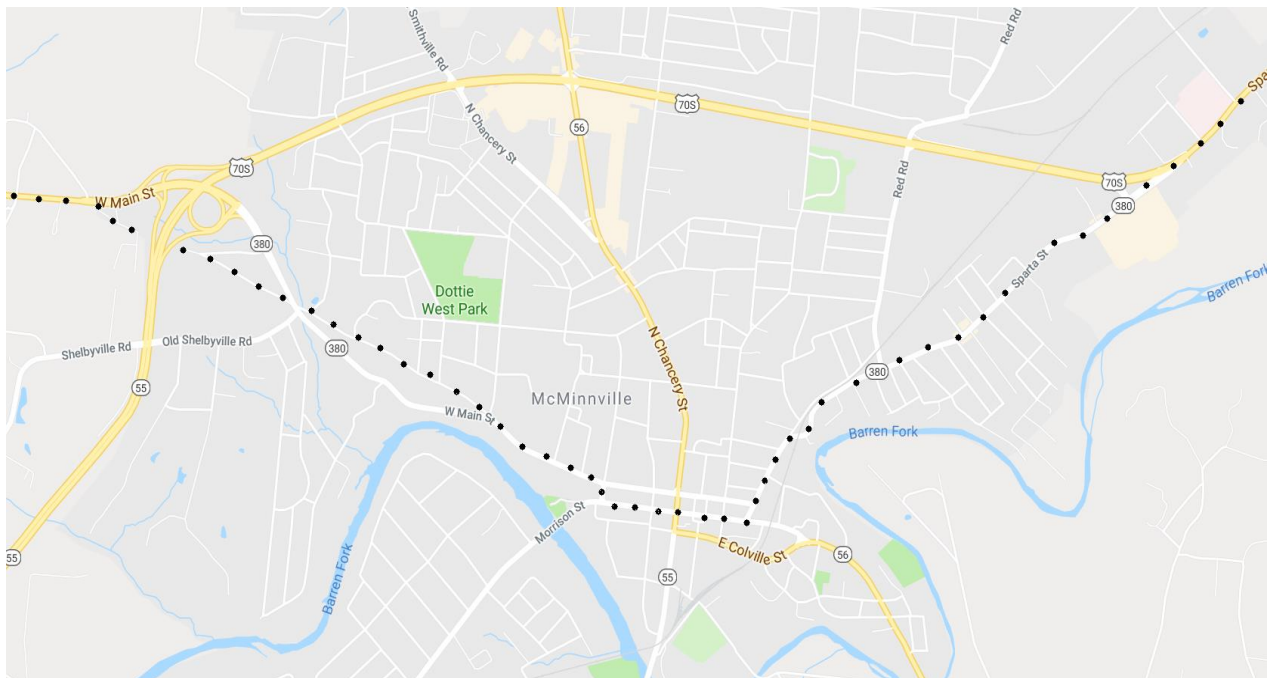 Smithville Rd
Red Rd
Spa
70S
N Chancery St
56
70S
W Main St
Red Rd
70S
380
380
Sparta St
Dottie
West Park
Barren Fork
Shelbyville Rd
Old Shelbyville Rd
380
N Chancery St
380
55
McMinnville
W Main St
Barren Fork
Morrison St
E Colville St
56
55
55
Barren Fork